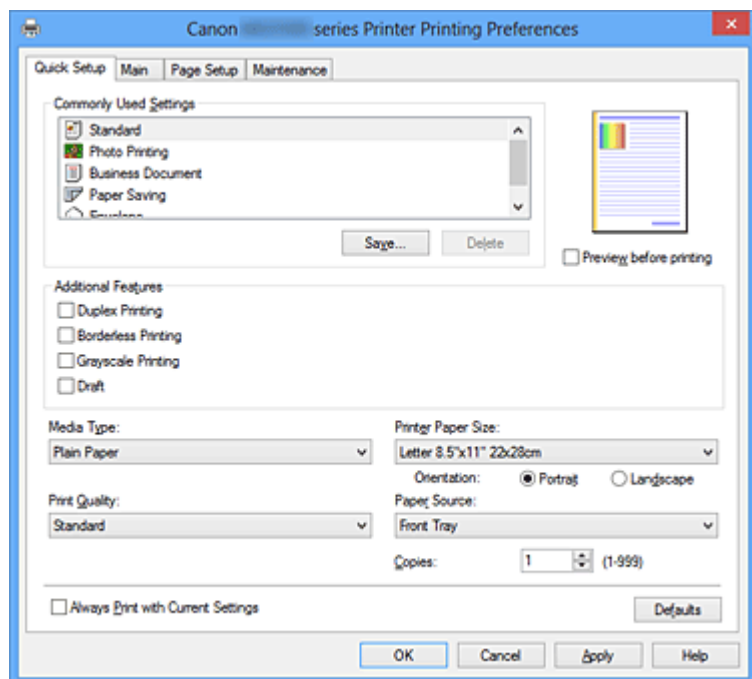 Canon series Printer Printing Preferences
Quick Setup Main Page Setup Maintenance
Commonly Used Settings
Standard
Photo Printing
Business Document
Paper Saving
Envelope
Save... Delete
Preview before printing
Additional Features
Duplex Printing
Borderless Printing
Grayscale Printing
Draft
Media Type: Printer Paper Size:
Plain Paper Letter 8.5"x11" 22x28cm
Orientation: Portrait Landscape
Print Quality: Paper Source:
Standard Front Tray
Copies: 1 (1-999)
Always Print with Current Settings Defaults
OK Cancel Apply Help